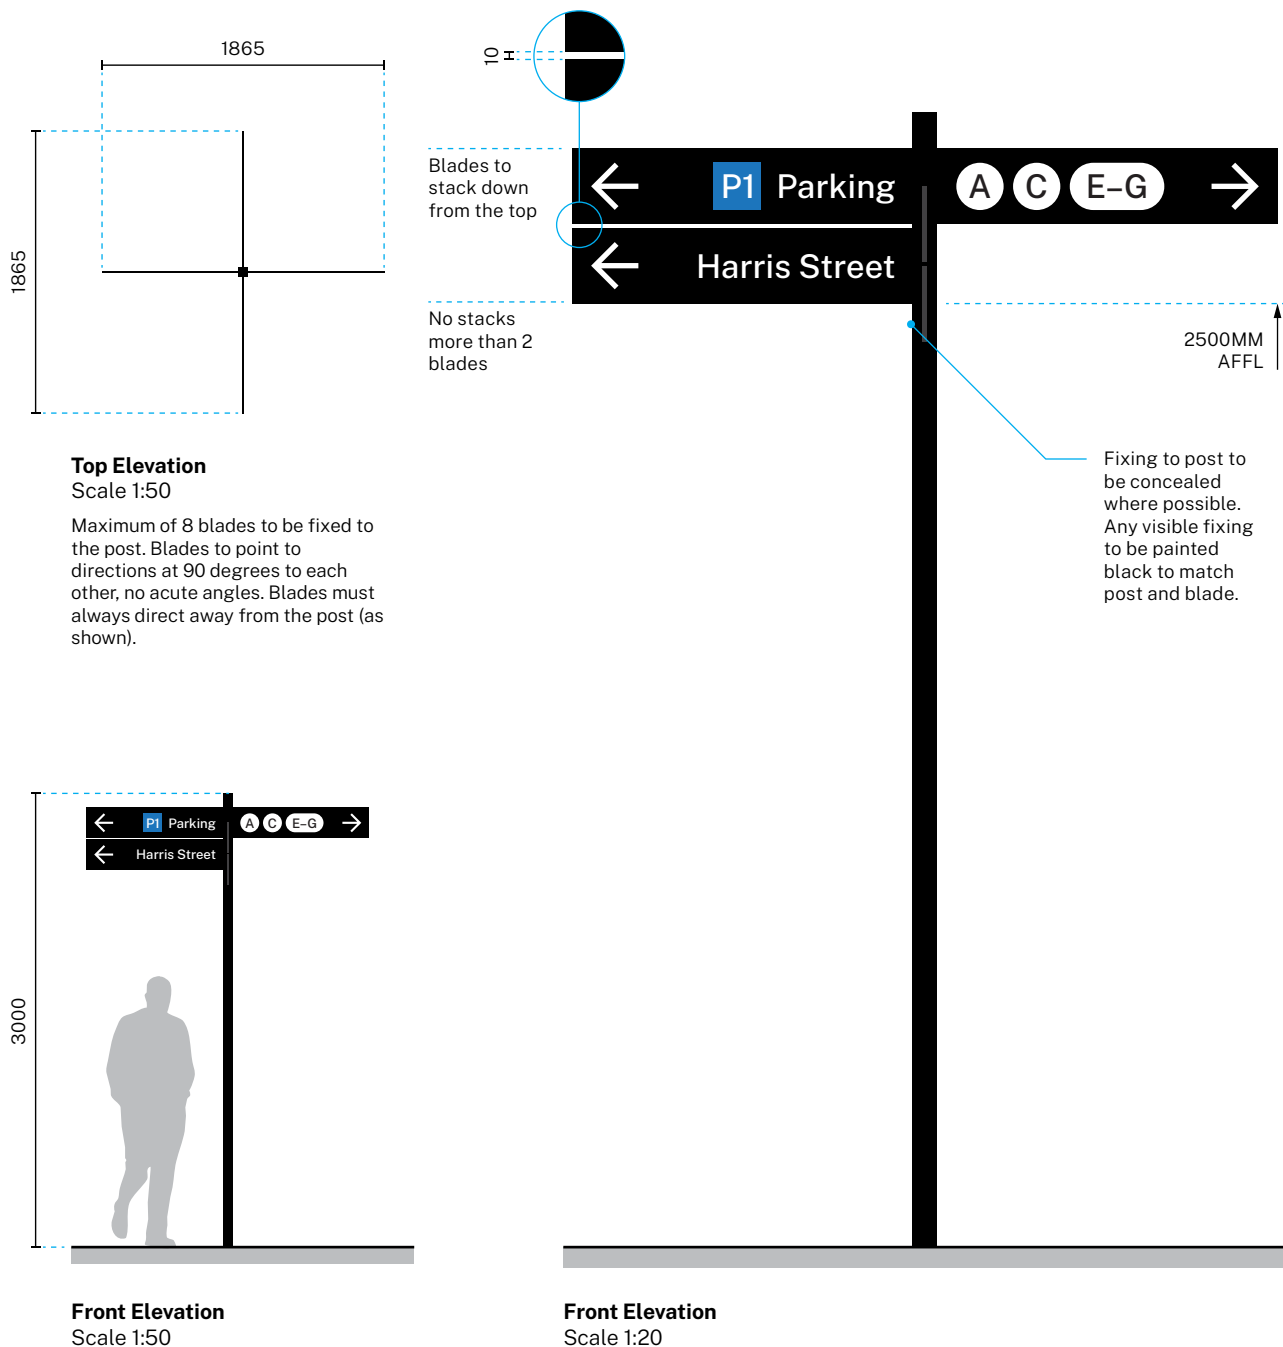 1865
1865
Top Elevation
Scale 1:50
Maximum of 8 blades to be fixed to
the post. Blades to point to
directions at 90 degrees to each
other, no acute angles. Blades must
always direct away from the post (as
shown).
10
Blades to
stack down
from the top
No stacks
more than 2
blades
P1 Parking
A C E–G
Harris Street
2500MM
AFFL
Fixing to post to
be concealed
where possible.
Any visible fixing
to be painted
black to match
post and blade.
3000
P1 Parking
A C E–G
Harris Street
Front Elevation
Scale 1:50
Front Elevation
Scale 1:20